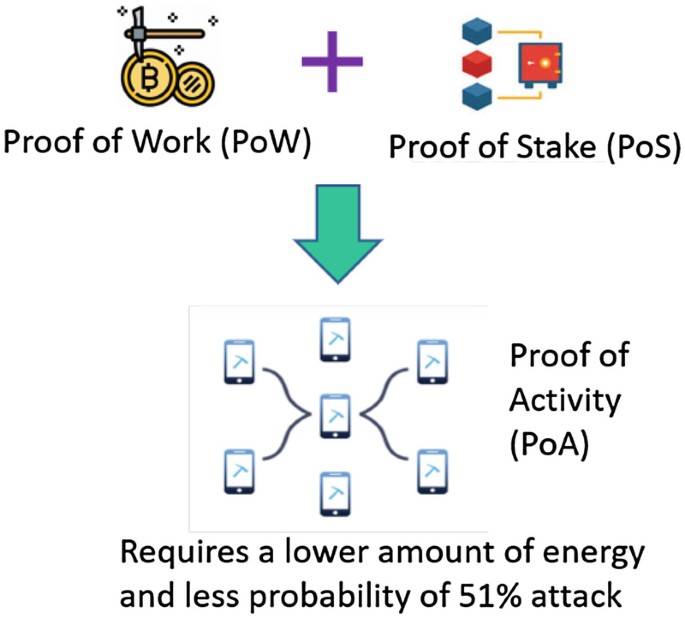 Proof of Work (PoW)
Proof of Stake (PoS)
Proof of
Activity
(PoA)
Requires a lower amount of energy
and less probability of 51% attack